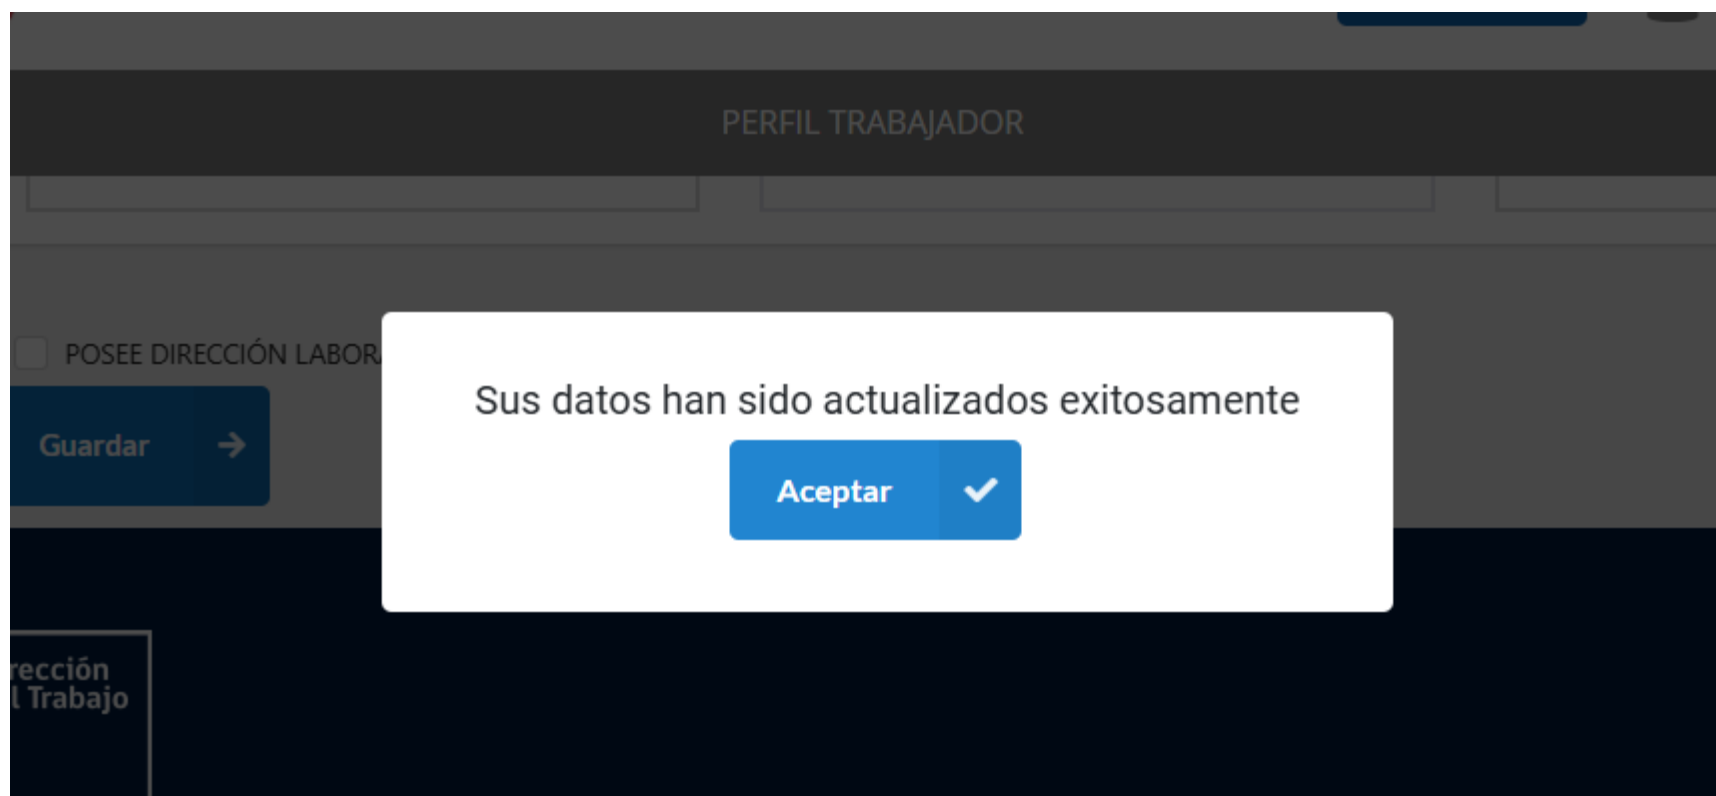 PERFIL TRABAJADOR
POSEE DIRECCIÓN LABOR
Sus datos han sido actualizados exitosamente
Guardar
Aceptar
rección
l Trabajo